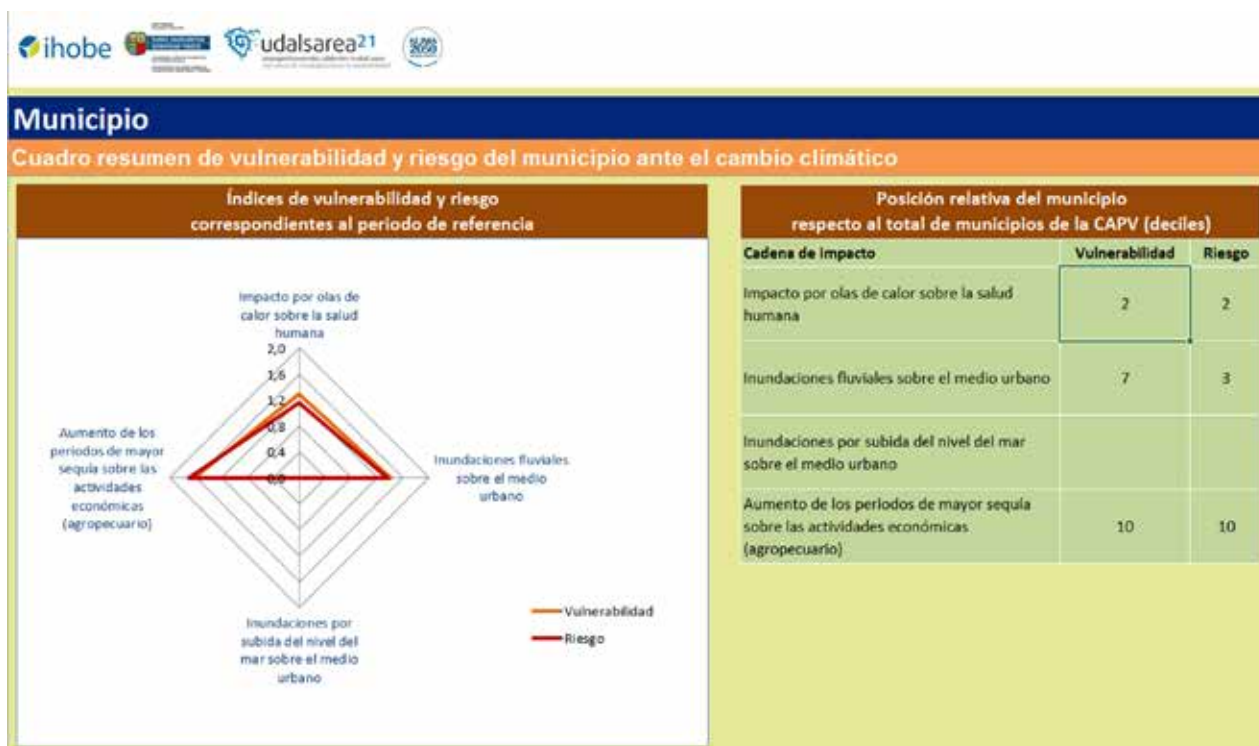 ihobe
udalsarea21
Municipio
Cuadro resumen de vulnerabilidad y riesgo del municipio ante el cambio climático
Índices de vulnerabilidad y riesgo
correspondientes al periodo de referencia
Impacto por olas de
calor sobre la salud
humana
2,0
1,6
1,2
0,8
0,4
0,0
Aumento de los
periodos de mayor
sequía sobre las
actividades
económicas
(agropecuario)
Inundaciones fluviales
sobre el medio
urbano
Inundaciones por
subida del nivel del
mar sobre el medio
urbano
Vulnerabilidad
Riesgo
Posición relativa del municipio
respecto al total de municipios de la CAPV (deciles)
Cadena de impacto Vulnerabilidad Riesgo
Impacto por olas de calor sobre la salud
humana 2 2
Inundaciones fluviales sobre el medio urbano 7 3
Inundaciones por subida del nivel del mar
sobre el medio urbano
Aumento de los periodos de mayor sequía
sobre las actividades económicas
(agropecuario) 10 10